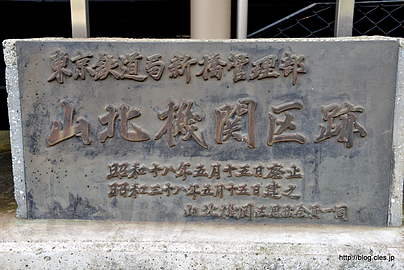 東京鉄道局新橋管理部
山北機関区跡
昭和十八年五月十五日廃止
昭和三十八年五月十五日建之
山北機関区
http://blog.cles.jp